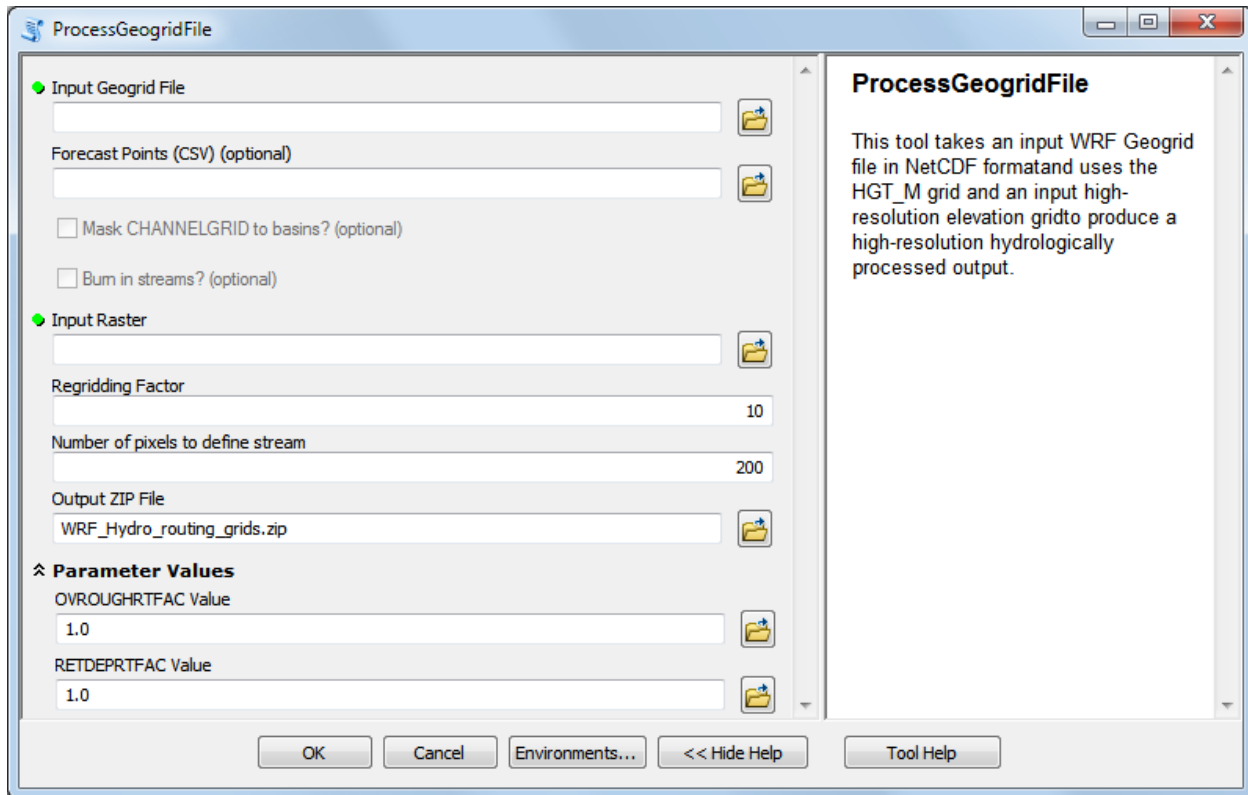 ProcessGeogridFile
Input Geogrid File
Forecast Points (CSV) (optional)
Mask CHANNELGRID to basins? (optional)
Burn in streams? (optional)
Input Raster
Regridding Factor
10
Number of pixels to define stream
200
Output ZIP File
WRF_Hydro_routing_grids.zip
Parameter Values
OVROUGHRTFAC Value
1.0
RETDEPRTFAC Value
1.0
ProcessGeogridFile
This tool takes an input WRF Geogrid
file in NetCDF formatand uses the
HGT_M grid and an input high-
resolution elevation gridto produce a
high-resolution hydrologically
processed output.
OK
Cancel
Environments...
<< Hide Help
Tool Help